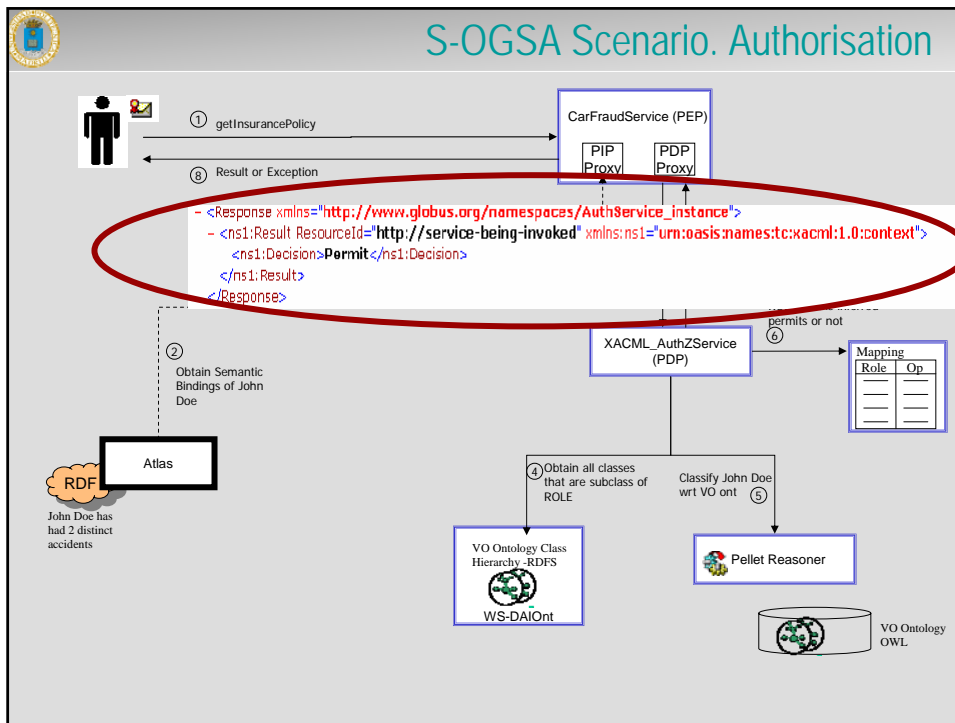 S-OGSA Scenario. Authorisation
CarFraudService (PEP)
1
getInsurancePolicy
PIP
Proxy
PDP
Proxy
8
Result or Exception
- <Response xmlns="http://www.globus.org/namespaces/AuthService_instance">
- <ns1:Result ResourceId="http://service-being-invoked" xmlns:ns1="urn:oasis:names:tc:xacml:1.0:context">
<ns1:Decision>Permit</ns1:Decision>
</ns1:Result>
</Response>
permits or not
6
XACML_AuthZService
(PDP)
Mapping
Role Op
2
Obtain Semantic
Bindings of John
Doe
Atlas
RDF
John Doe has
had 2 distinct
accidents
4
Obtain all classes
that are subclass of
ROLE
Classify John Doe
wrt VO ont
5
VO Ontology Class
Hierarchy -RDFS
WS-DAIOnt
Pellet Reasoner
VO Ontology
OWL